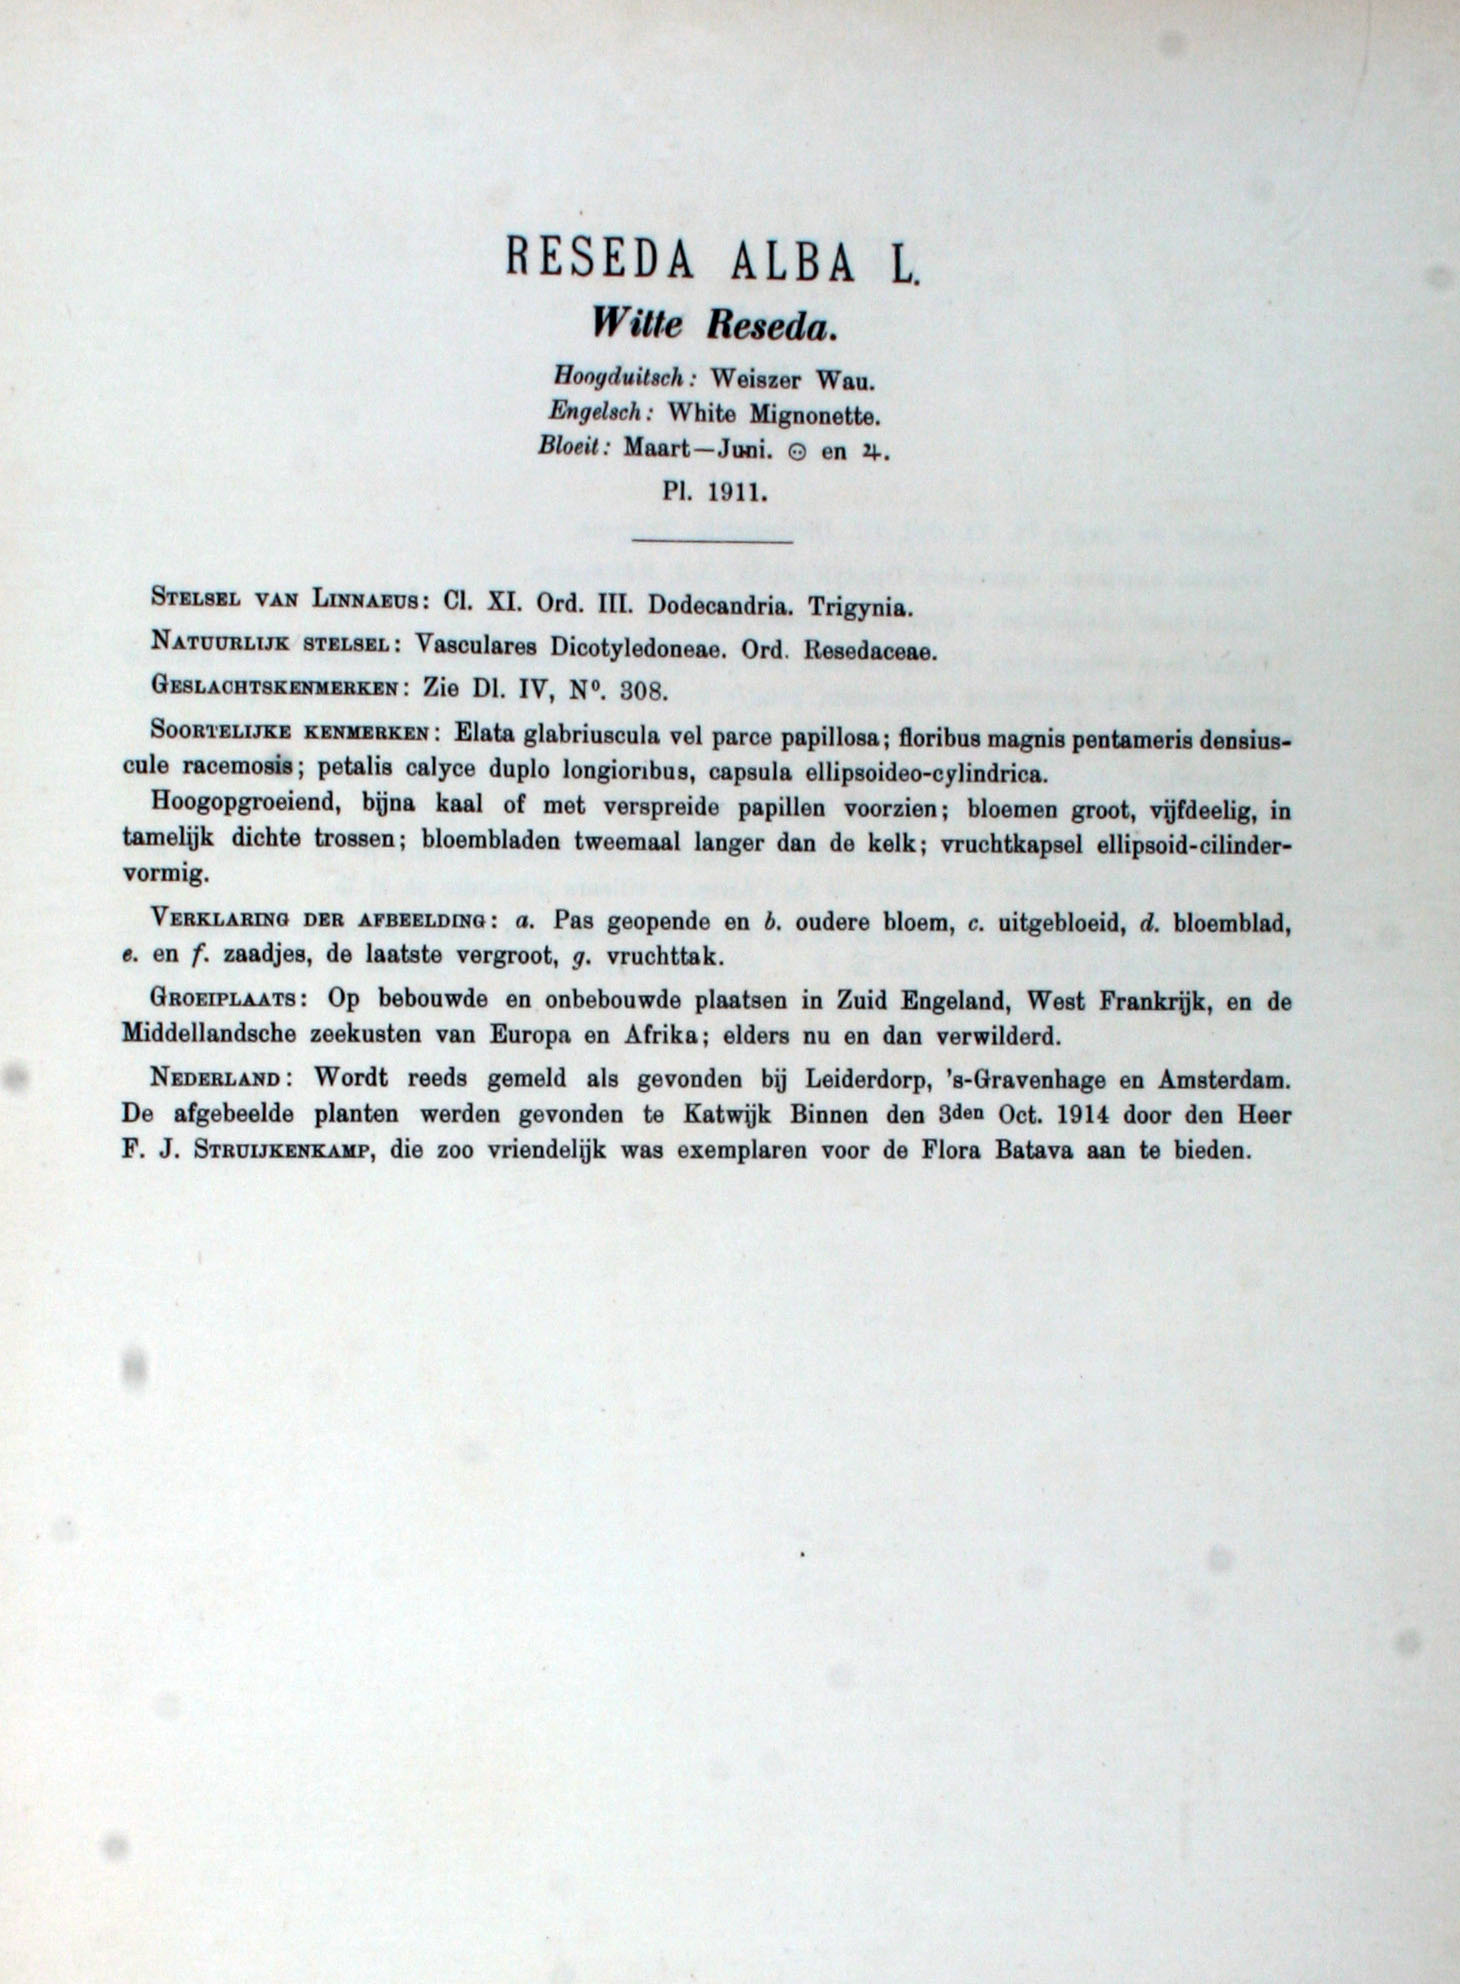 RESEDA ALBA L.
Witte Reseda.
Hoogduitsch: Weiszer Wau.
Engelsch: White Mignonette.
Bloeit: Maart—Juni. ☉ en ♃.
Pl. 1911.
STELSEL VAN LINNAEUS: Cl. XI. Ord. III. Dodecandria. Trigynia.
NATUURLIJK STELSEL: Vasculares Dicotyledoneae. Ord. Resedaceae.
GESLACHTSKENMERKEN: Zie Dl. IV, No. 308.
SOORTELIJKE KENMERKEN: Elata glabriuscula vel parce papillosa; floribus magnis pentameris densius-
cule racemosis; petalis calyce duplo longioribus, capsula ellipsoideo-cylindrica.
Hoogopgroeiend, bijna kaal of met verspreide papillen voorzien; bloemen groot, vijfdeelig, in
tamelijk dichte trossen; bloembladen tweemaal langer dan de kelk; vruchtkapsel ellipsoid-cilinder-
vormig.
VERKLARING DER AFBEELDING: a. Pas geopende en b. oudere bloem, c. uitgebloeid, d. bloemblad,
e. en f. zaadjes, de laatste vergroot, g. vruchttak.
GROEIPLAATS: Op bebouwde en onbebouwde plaatsen in Zuid Engeland, West Frankrijk, en de
Middellandsche zeekusten van Europa en Afrika; elders nu en dan verwilderd.
NEDERLAND: Wordt reeds gemeld als gevonden bij Leiderdorp, 's-Gravenhage en Amsterdam.
De afgebeelde planten werden gevonden te Katwijk Binnen den 3den Oct. 1914 door den Heer
F. J. STRUIJKENKAMP, die zoo vriendelijk was exemplaren voor de Flora Batava aan te bieden.